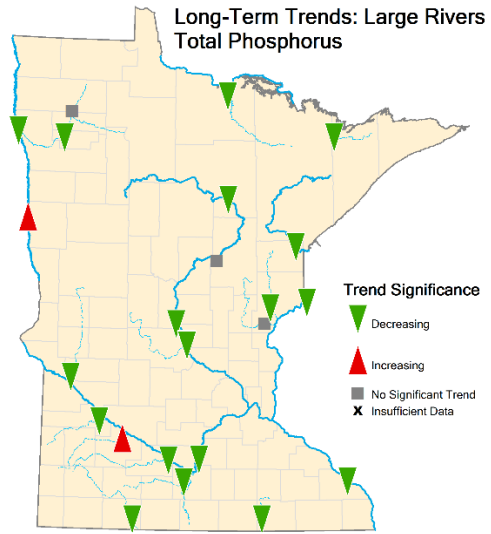 Long-Term Trends: Large Rivers
Total Phosphorus
Trend Significance
Decreasing
Increasing
No Significant Trend
x Insufficient Data